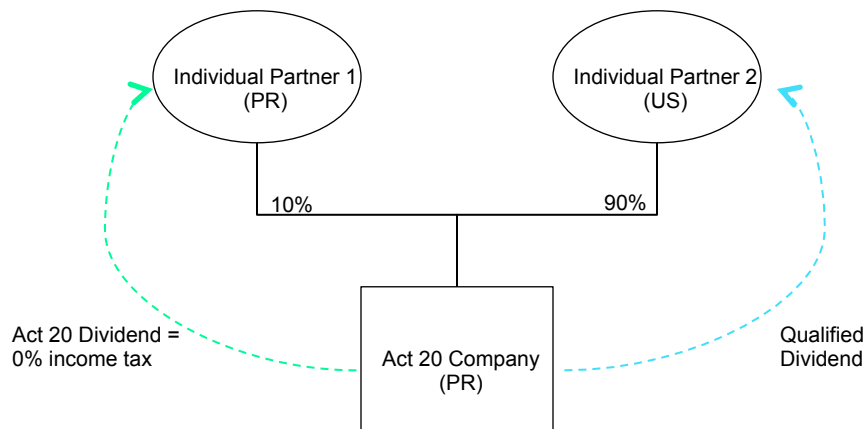 Individual Partner 1
(PR)
Individual Partner 2
(US)
10%
90%
Act 20 Dividend =
0% income tax
Act 20 Company
(PR)
Qualified
Dividend